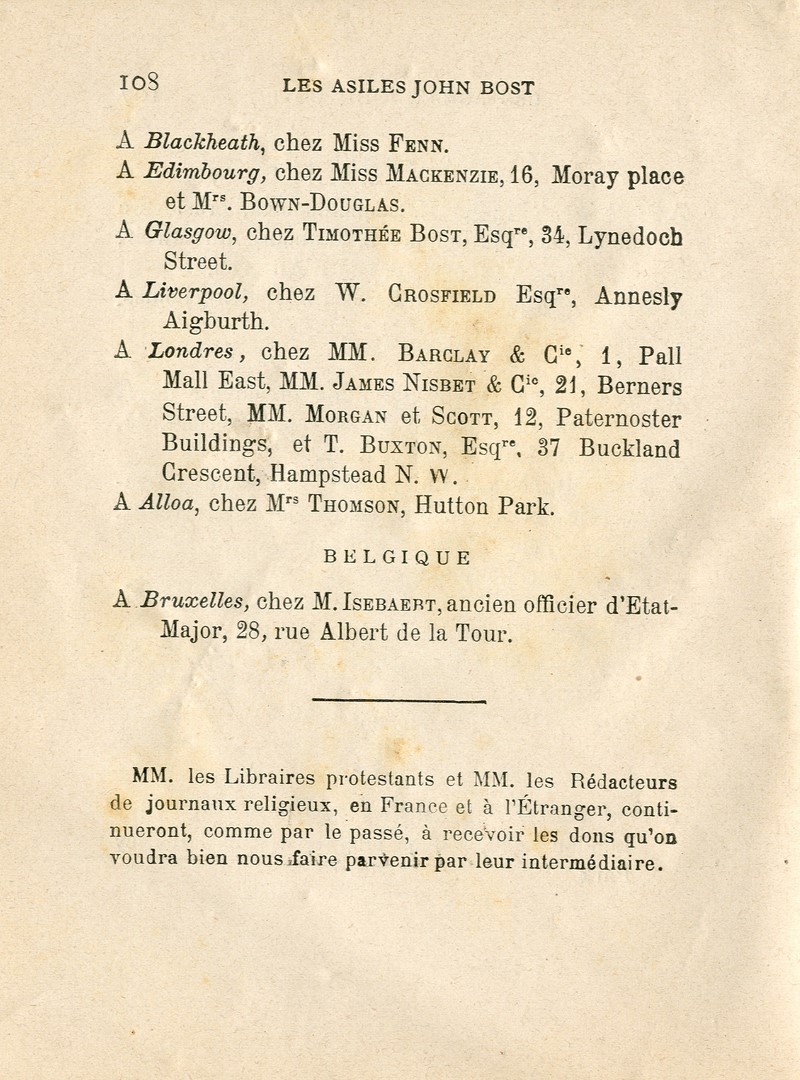 108 LES ASILES JOHN BOST
A Blackheath, chez Miss FENN.
A Edimbourg, chez Miss MACKENZIE, 16, Moray place
et Mrs. BOWN-DOUGLAS.
A Glasgow, chez TIMOTHÉE BOST, Esqre, 34, Lynedoch
Street.
A Liverpool, chez W. CROSFIELD Esqre, Annesly
Aigburth.
A Londres, chez MM. BARCLAY & Cie, 1, Pall
Mall East, MM. JAMES NISBET & Cie, 21, Berners
Street, MM. MORGAN et SCOTT, 12, Paternoster
Buildings, et T. BUXTON, Esqre, 37 Buckland
Crescent, Hampstead N. W.
A Alloa, chez Mrs THOMSON, Hutton Park.
BELGIQUE
A Bruxelles, chez M. ISEBAERT, ancien officier d'Etat-
Major, 28, rue Albert de la Tour.
MM. les Libraires protestants et MM. les Rédacteurs
de journaux religieux, en France et à l'Étranger, conti-
nueront, comme par le passé, à recevoir les dons qu'on
voudra bien nous faire parvenir par leur intermédiaire.